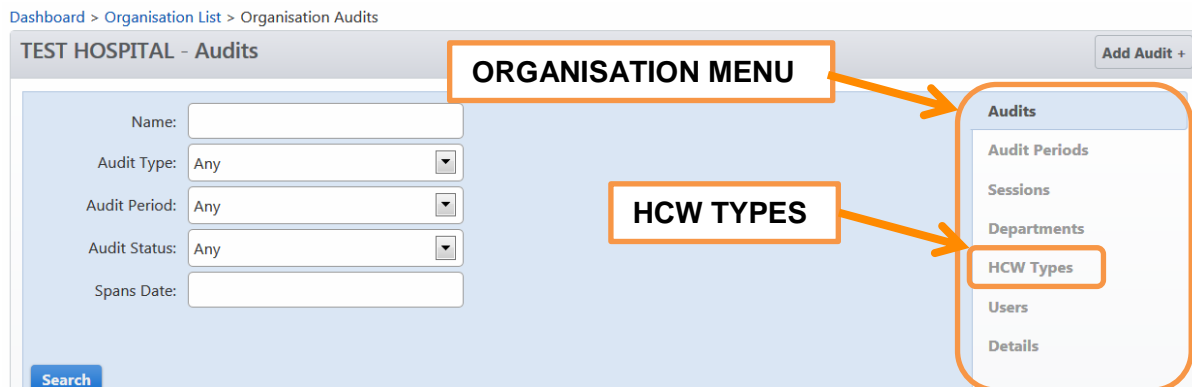 Dashboard > Organisation List > Organisation Audits
TEST HOSPITAL - Audits
Add Audit +
ORGANISATION MENU
Name:
Audit Type: Any
Audit Period: Any
Audit Status: Any
Spans Date:
Search
HCW TYPES
Audits
Audit Periods
Sessions
Departments
HCW Types
Users
Details